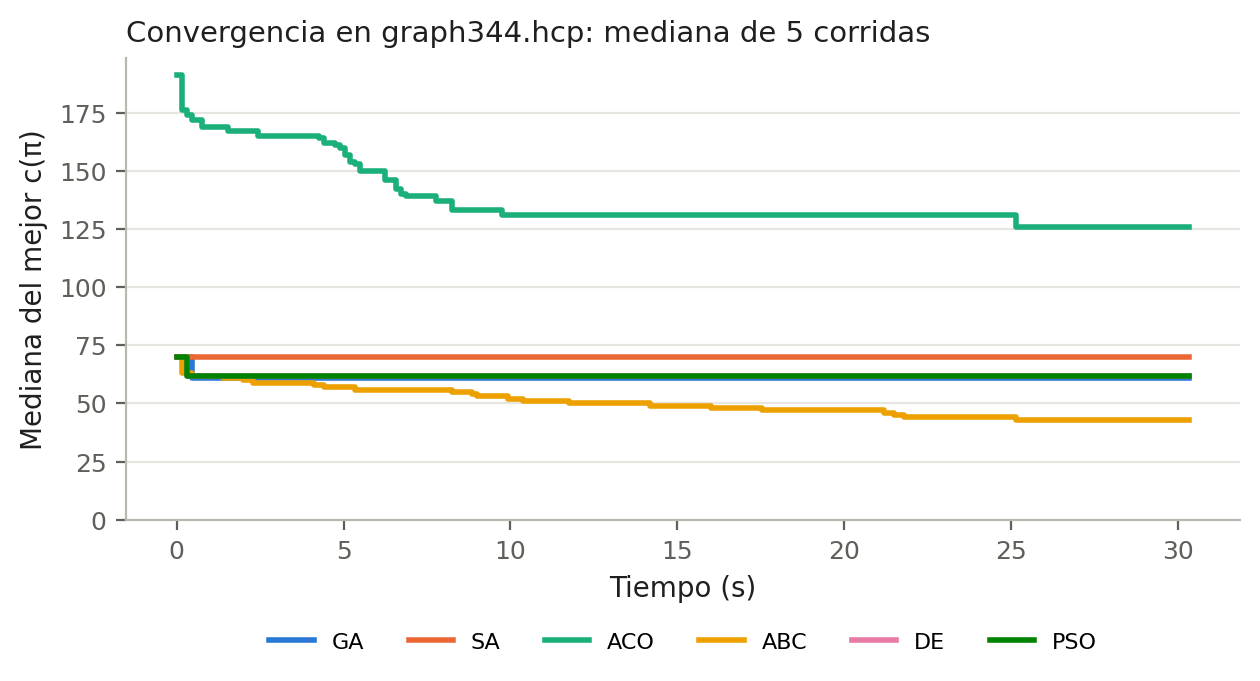 Convergencia en graph344.hcp: mediana de 5 corridas
Mediana del mejor c(π)
175
150
125
100
75
50
25
0
0 5 10 15 20 25 30
Tiempo (s)
GA SA ACO ABC DE PSO